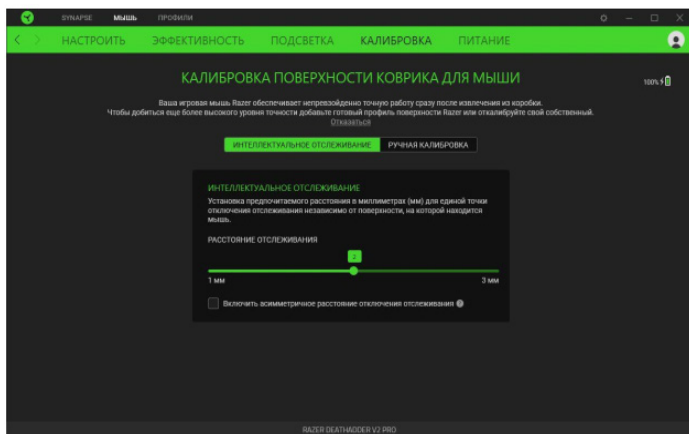 SYNAPSE МЫШЬ ПРОФИЛИ
НАСТРОИТЬ ЭФФЕКТИВНОСТЬ ПОДСВЕТКА КАЛИБРОВКА ПИТАНИЕ
КАЛИБРОВКА ПОВЕРХНОСТИ КОВРИКА ДЛЯ МЫШИ
100%
Ваша игровая мышь Razer обеспечивает непревзойденно точную работу сразу после извлечения из коробки.
Чтобы добиться еще более высокого уровня точности добавьте готовый профиль поверхности Razer или откалибруйте свой собственный.
Отказаться
ИНТЕЛЛЕКТУАЛЬНОЕ ОТСЛЕЖИВАНИЕ РУЧНАЯ КАЛИБРОВКА
ИНТЕЛЛЕКТУАЛЬНОЕ ОТСЛЕЖИВАНИЕ
Установка предпочитаемого расстояния в миллиметрах (мм) для единой точки
отключения отслеживания независимо от поверхности, на которой находится
мышь.
РАССТОЯНИЕ ОТСЛЕЖИВАНИЯ
2
1 мм 3 мм
Включить асимметричное расстояние отключения отслеживания ?
RAZER DEATHADDER V2 PRO